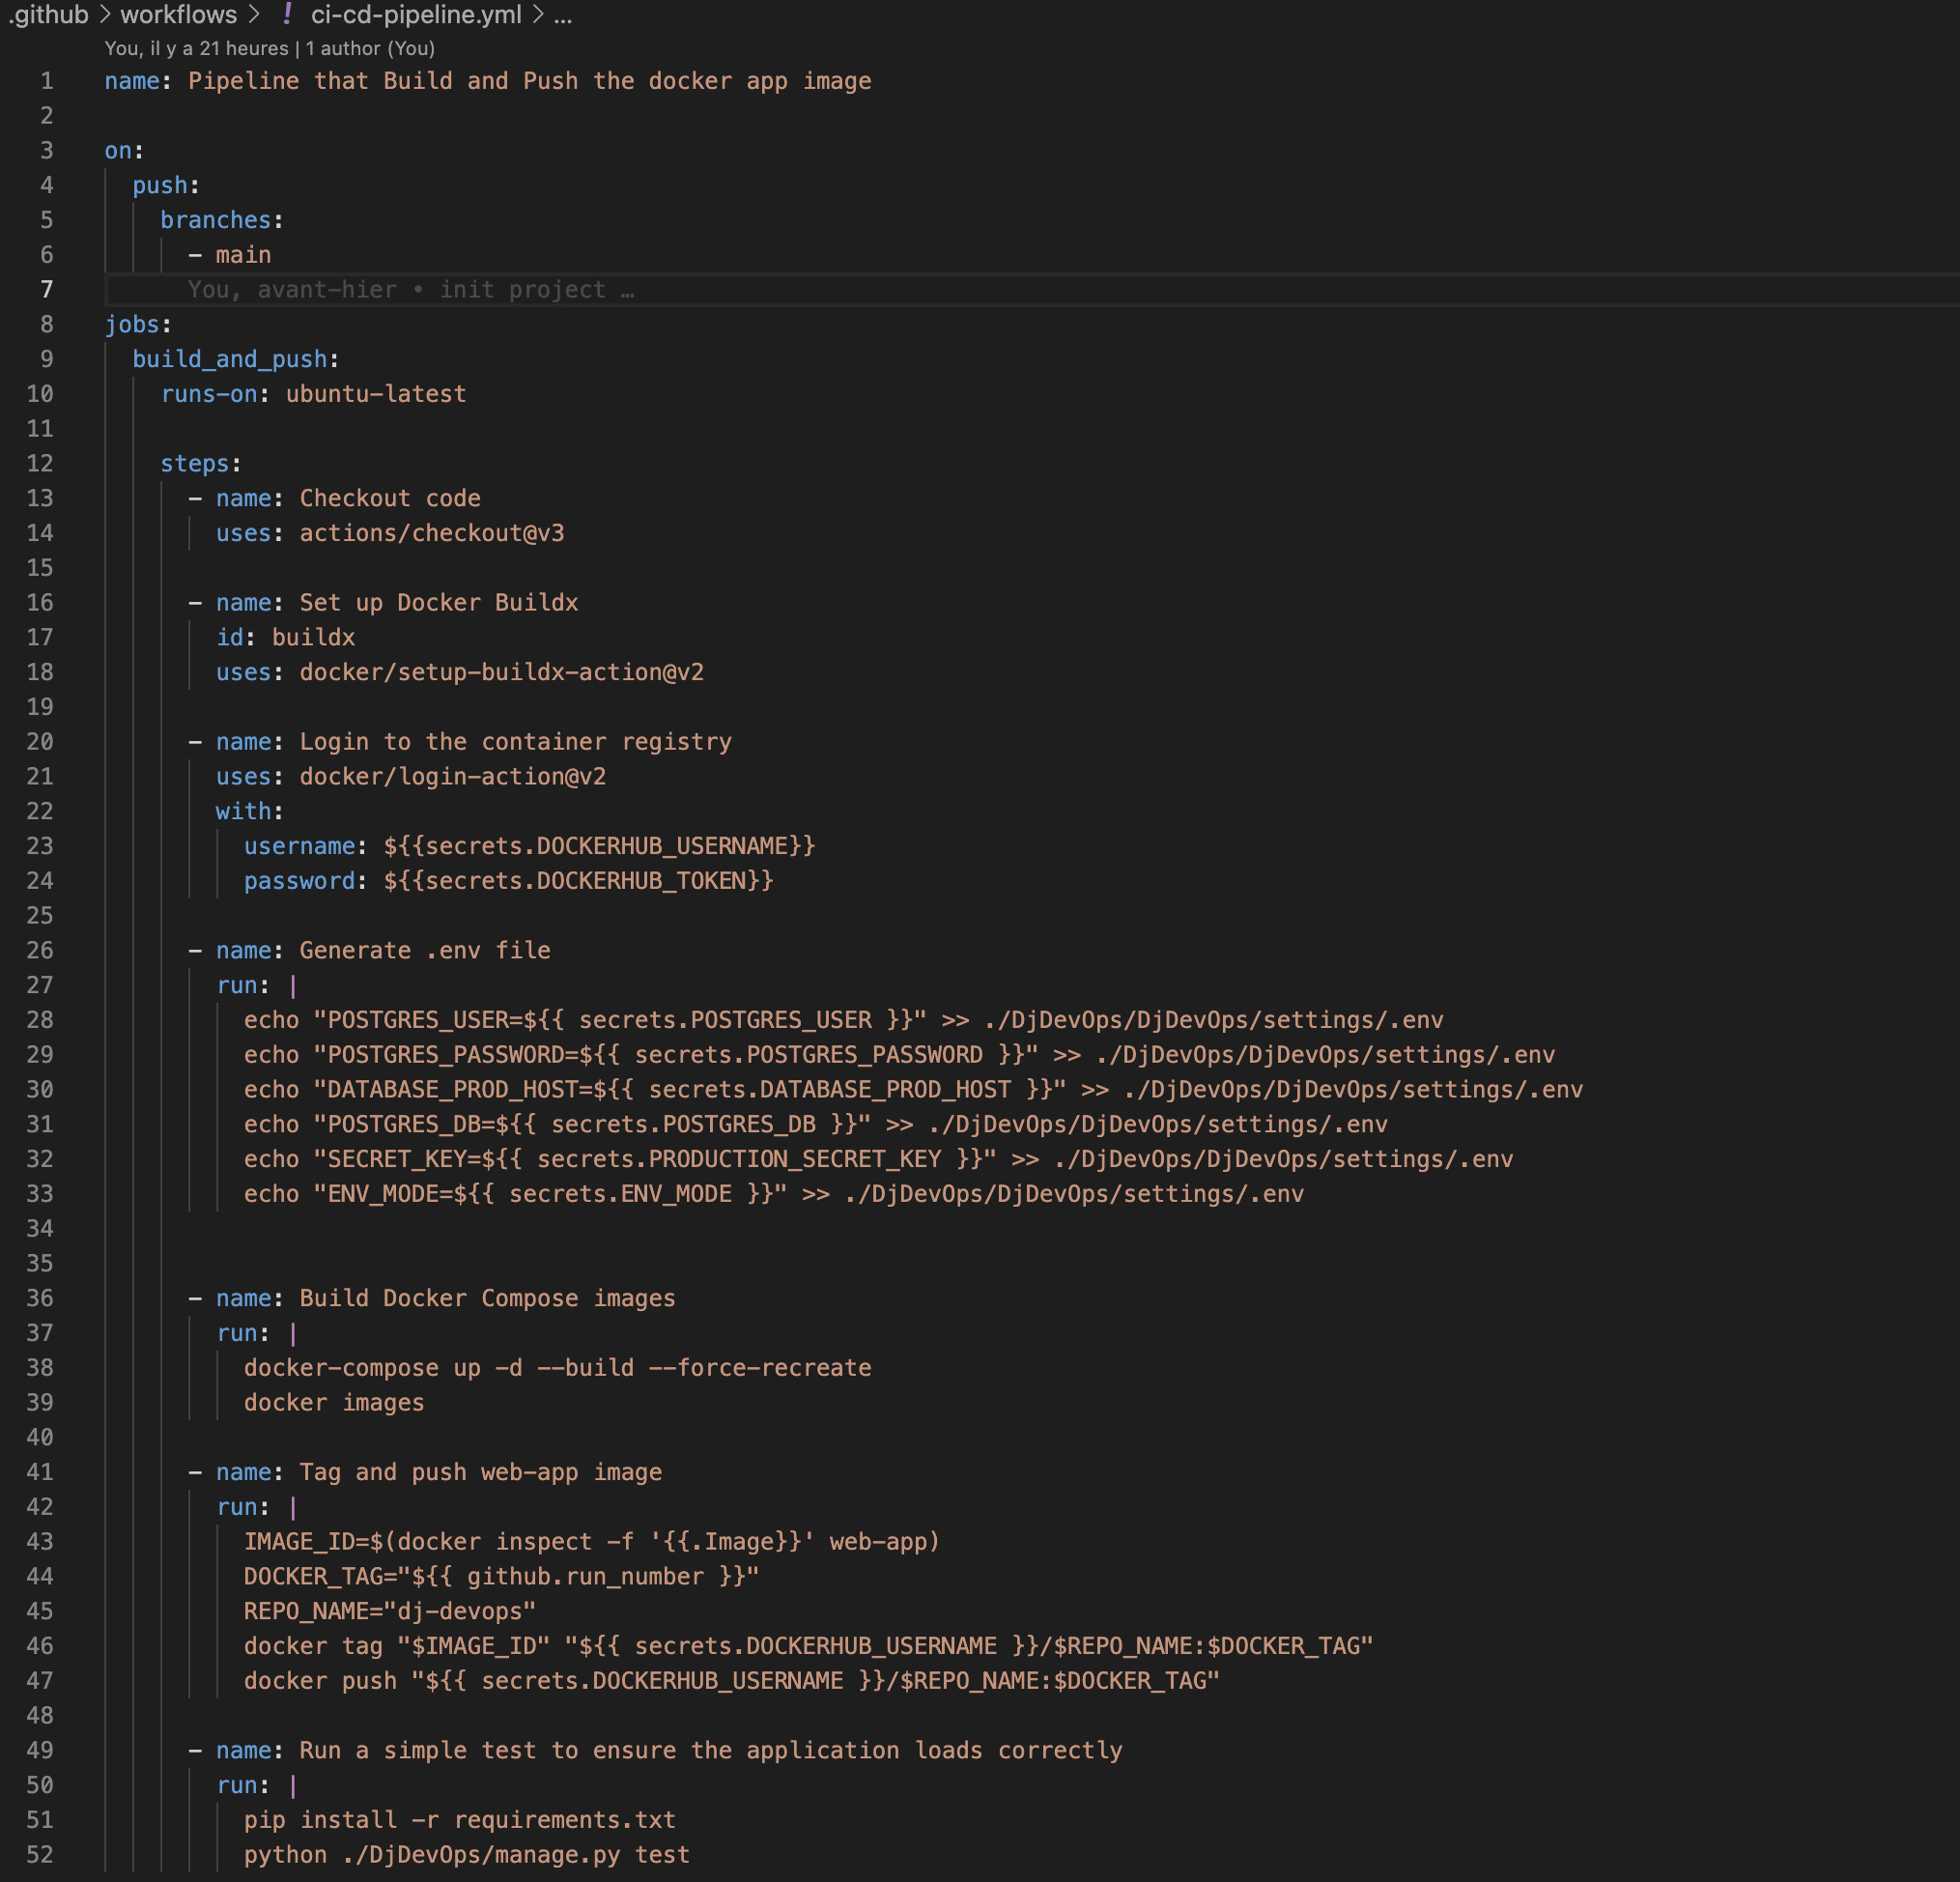 .github > workflows > ! ci-cd-pipeline.yml > ...
You, il y a 21 heures | 1 author (You)
1 name: Pipeline that Build and Push the docker app image
2
3 on:
4   push:
5     branches:
6       - main
7       You, avant-hier • init project …
8 jobs:
9   build_and_push:
10     runs-on: ubuntu-latest
11
12     steps:
13       - name: Checkout code
14         uses: actions/checkout@v3
15
16       - name: Set up Docker Buildx
17         id: buildx
18         uses: docker/setup-buildx-action@v2
19
20       - name: Login to the container registry
21         uses: docker/login-action@v2
22         with:
23           username: ${{secrets.DOCKERHUB_USERNAME}}
24           password: ${{secrets.DOCKERHUB_TOKEN}}
25
26       - name: Generate .env file
27         run: |
28           echo "POSTGRES_USER=${{ secrets.POSTGRES_USER }}" >> ./DjDevOps/DjDevOps/settings/.env
29           echo "POSTGRES_PASSWORD=${{ secrets.POSTGRES_PASSWORD }}" >> ./DjDevOps/DjDevOps/settings/.env
30           echo "DATABASE_PROD_HOST=${{ secrets.DATABASE_PROD_HOST }}" >> ./DjDevOps/DjDevOps/settings/.env
31           echo "POSTGRES_DB=${{ secrets.POSTGRES_DB }}" >> ./DjDevOps/DjDevOps/settings/.env
32           echo "SECRET_KEY=${{ secrets.PRODUCTION_SECRET_KEY }}" >> ./DjDevOps/DjDevOps/settings/.env
33           echo "ENV_MODE=${{ secrets.ENV_MODE }}" >> ./DjDevOps/DjDevOps/settings/.env
34
35
36       - name: Build Docker Compose images
37         run: |
38           docker-compose up -d --build --force-recreate
39           docker images
40
41       - name: Tag and push web-app image
42         run: |
43           IMAGE_ID=$(docker inspect -f '{{.Image}}' web-app)
44           DOCKER_TAG="${{ github.run_number }}"
45           REPO_NAME="dj-devops"
46           docker tag "$IMAGE_ID" "${{ secrets.DOCKERHUB_USERNAME }}/$REPO_NAME:$DOCKER_TAG"
47           docker push "${{ secrets.DOCKERHUB_USERNAME }}/$REPO_NAME:$DOCKER_TAG"
48
49       - name: Run a simple test to ensure the application loads correctly
50         run: |
51           pip install -r requirements.txt
52           python ./DjDevOps/manage.py test